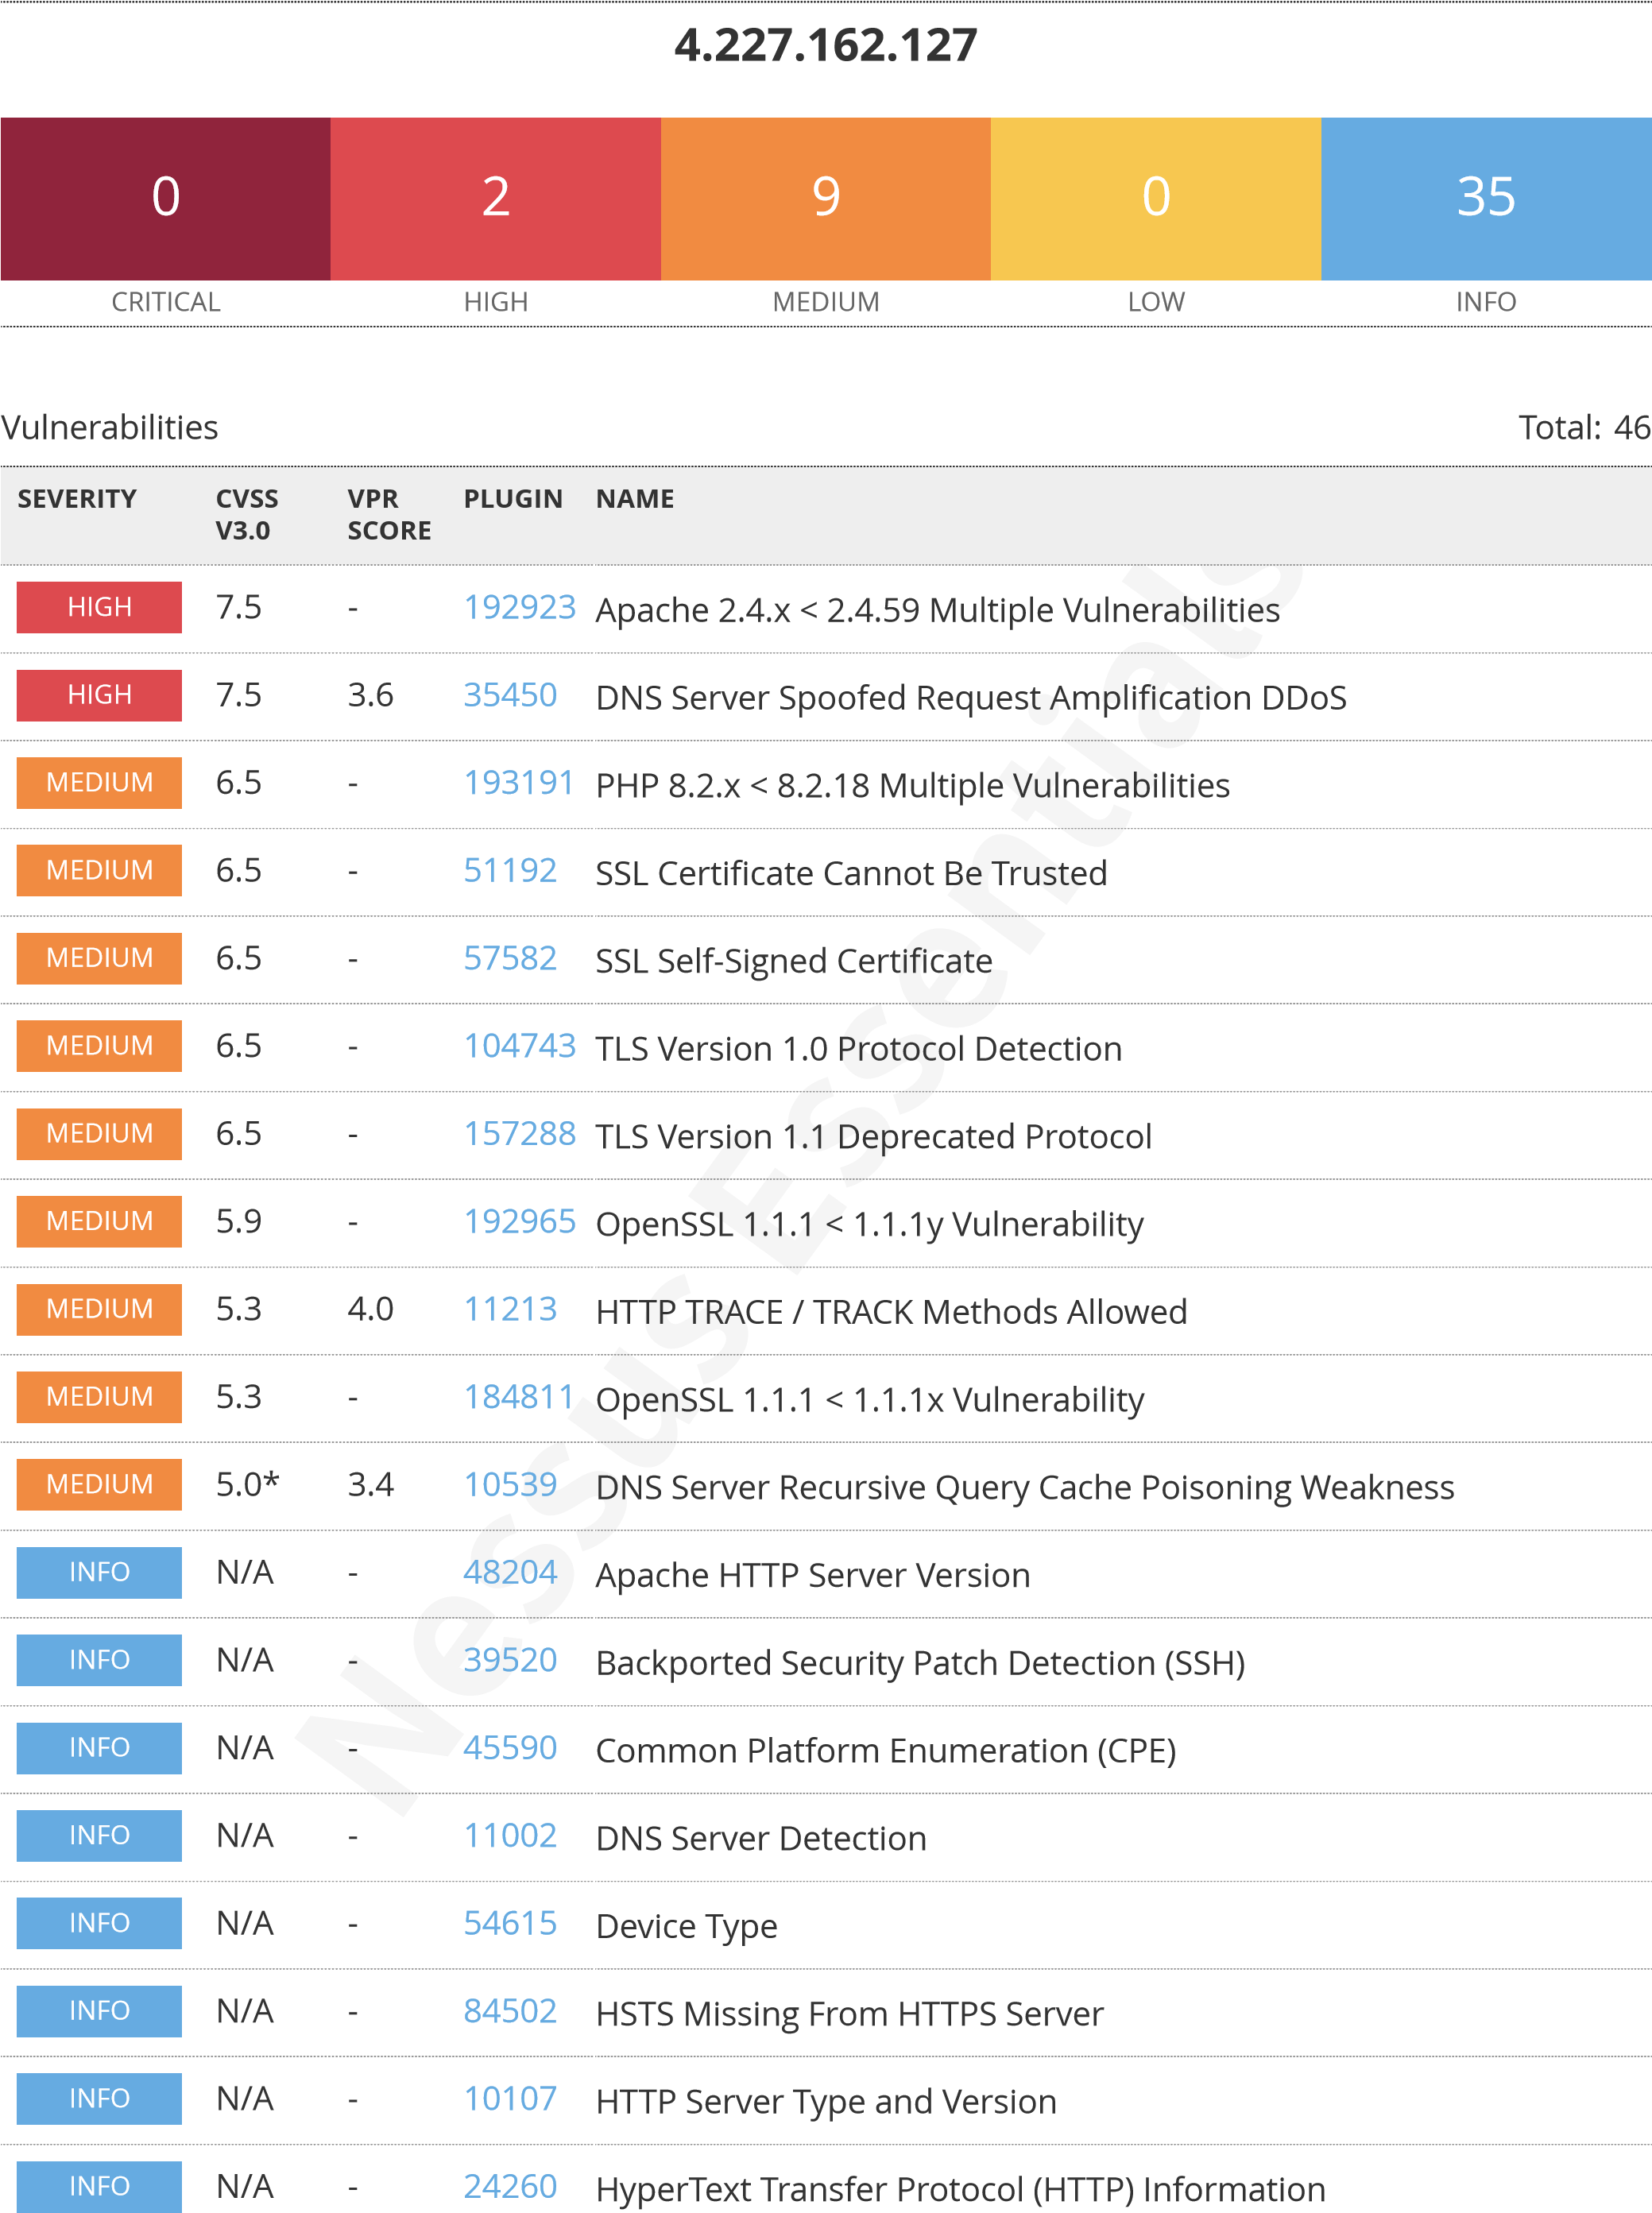 4.227.162.127
0 2 9 0 35
CRITICAL HIGH MEDIUM LOW INFO
Vulnerabilities Total: 46
SEVERITY CVSS V3.0 VPR SCORE PLUGIN NAME
HIGH 7.5 - 192923 Apache 2.4.x < 2.4.59 Multiple Vulnerabilities
HIGH 7.5 3.6 35450 DNS Server Spoofed Request Amplification DDoS
MEDIUM 6.5 - 193191 PHP 8.2.x < 8.2.18 Multiple Vulnerabilities
MEDIUM 6.5 - 51192 SSL Certificate Cannot Be Trusted
MEDIUM 6.5 - 57582 SSL Self-Signed Certificate
MEDIUM 6.5 - 104743 TLS Version 1.0 Protocol Detection
MEDIUM 6.5 - 157288 TLS Version 1.1 Deprecated Protocol
MEDIUM 5.9 - 192965 OpenSSL 1.1.1 < 1.1.1y Vulnerability
MEDIUM 5.3 4.0 11213 HTTP TRACE / TRACK Methods Allowed
MEDIUM 5.3 - 184811 OpenSSL 1.1.1 < 1.1.1x Vulnerability
MEDIUM 5.0* 3.4 10539 DNS Server Recursive Query Cache Poisoning Weakness
INFO N/A - 48204 Apache HTTP Server Version
INFO N/A - 39520 Backported Security Patch Detection (SSH)
INFO N/A - 45590 Common Platform Enumeration (CPE)
INFO N/A - 11002 DNS Server Detection
INFO N/A - 54615 Device Type
INFO N/A - 84502 HSTS Missing From HTTPS Server
INFO N/A - 10107 HTTP Server Type and Version
INFO N/A - 24260 HyperText Transfer Protocol (HTTP) Information
Nessus Essentials